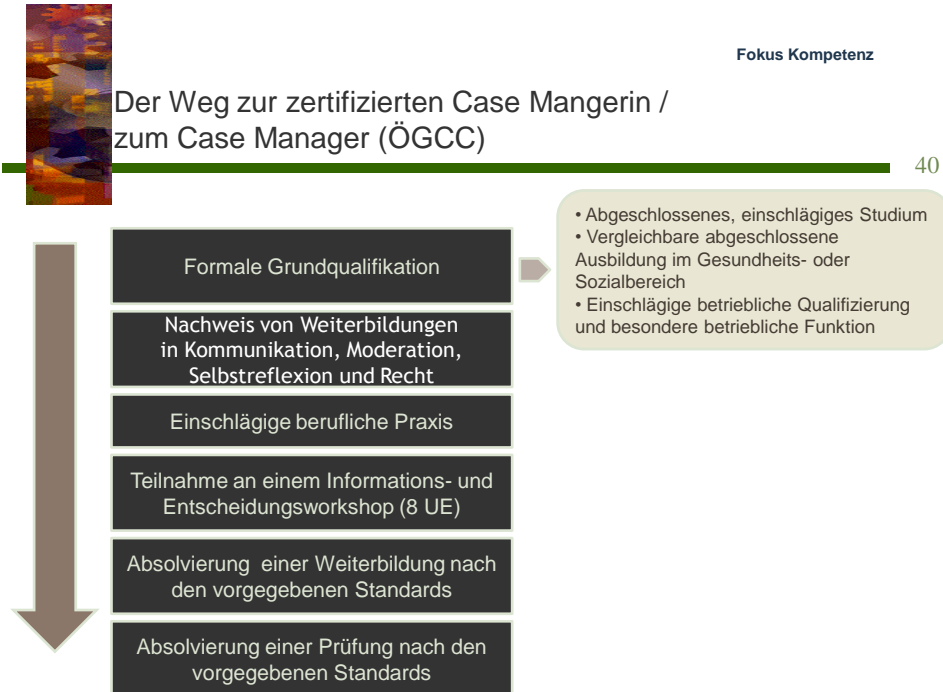 Fokus Kompetenz
Der Weg zur zertifizierten Case Mangerin /
zum Case Manager (ÖGCC)
40
Formale Grundqualifikation
• Abgeschlossenes, einschlägiges Studium
• Vergleichbare abgeschlossene
Ausbildung im Gesundheits- oder
Sozialbereich
• Einschlägige betriebliche Qualifizierung
und besondere betriebliche Funktion
Nachweis von Weiterbildungen
in Kommunikation, Moderation,
Selbstreflexion und Recht
Einschlägige berufliche Praxis
Teilnahme an einem Informations- und
Entscheidungsworkshop (8 UE)
Absolvierung einer Weiterbildung nach
den vorgegebenen Standards
Absolvierung einer Prüfung nach den
vorgegebenen Standards